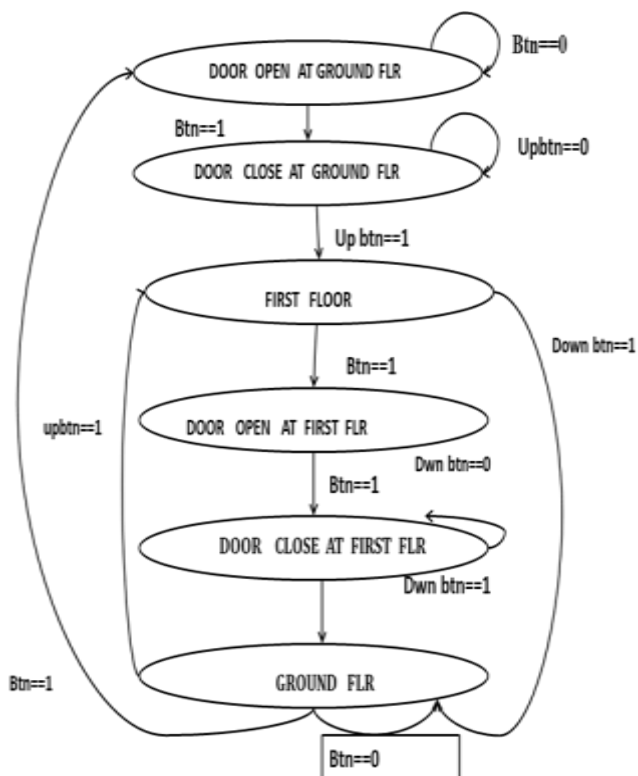 Btn==0
DOOR OPEN AT GROUND FLR
Btn==1
Upbtn==0
DOOR CLOSE AT GROUND FLR
Up btn==1
FIRST FLOOR
Down btn==1
Btn==1
upbtn==1
DOOR OPEN AT FIRST FLR
Dwn btn==0
Btn==1
DOOR CLOSE AT FIRST FLR
Dwn btn==1
GROUND FLR
Btn==1
Btn==0